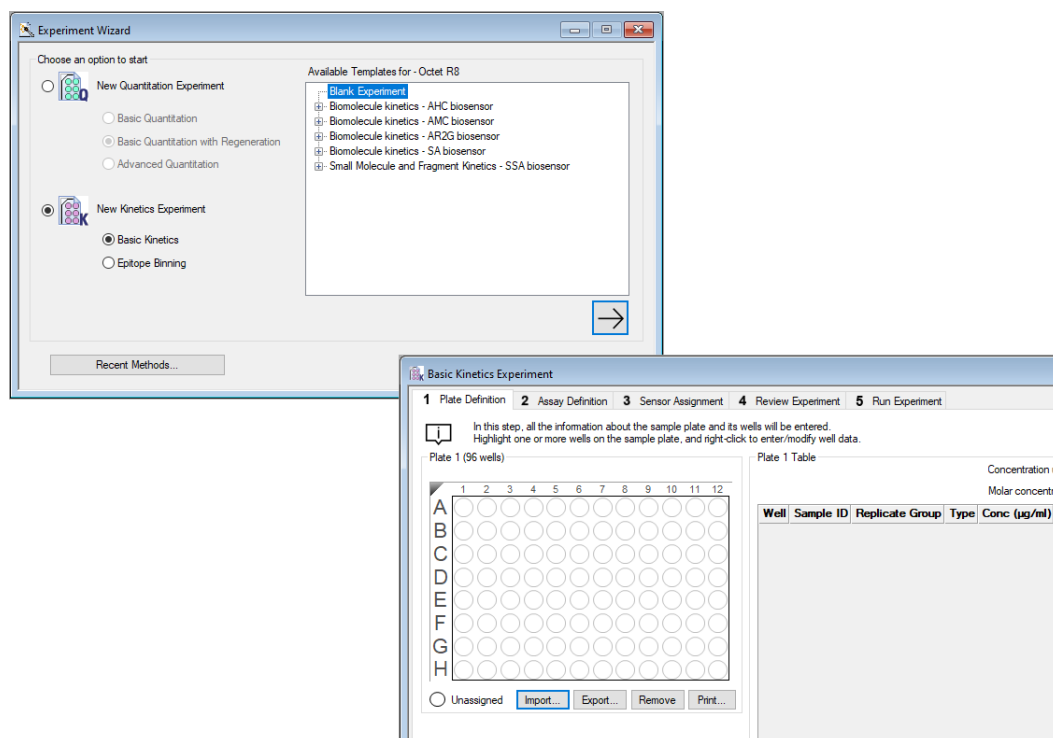 Experiment Wizard
Choose an option to start
New Quantitation Experiment
Basic Quantitation
Basic Quantitation with Regeneration
Advanced Quantitation
New Kinetics Experiment
Basic Kinetics
Epitope Binning
Available Templates for - Octet R8
Blank Experiment
Biomolecule kinetics - AHC biosensor
Biomolecule kinetics - AMC biosensor
Biomolecule kinetics - AR2G biosensor
Biomolecule kinetics - SA biosensor
Small Molecule and Fragment Kinetics - SSA biosensor
Recent Methods...
Basic Kinetics Experiment
1 Plate Definition 2 Assay Definition 3 Sensor Assignment 4 Review Experiment 5 Run Experiment
In this step, all the information about the sample plate and its wells will be entered.
Highlight one or more wells on the sample plate, and right-click to enter/modify well data.
Plate 1 (96 wells)
1 2 3 4 5 6 7 8 9 10 11 12
A
B
C
D
E
F
G
H
Unassigned Import... Export... Remove Print...
Plate 1 Table
Concentration
Molar concentr
Well Sample ID Replicate Group Type Conc (µg/ml)